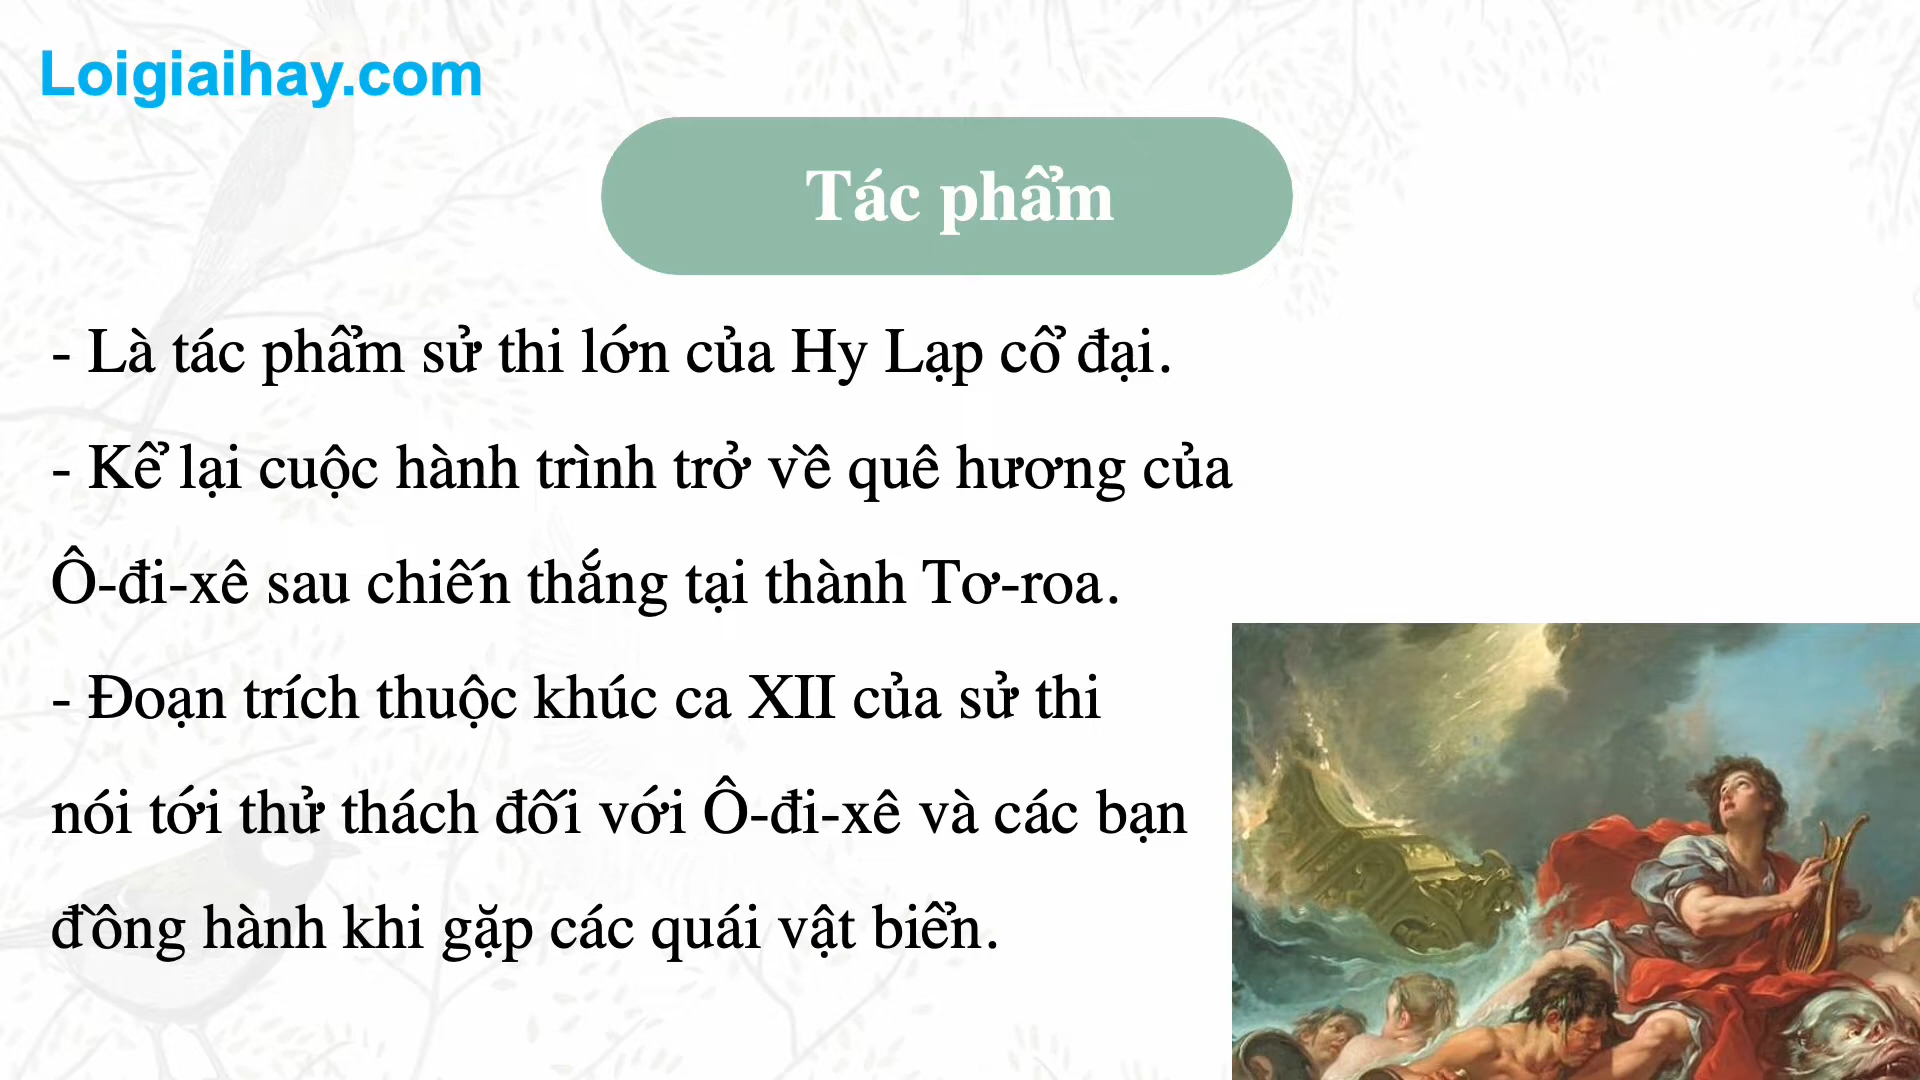 Loigiaihay.com
Tác phẩm
- Là tác phẩm sử thi lớn của Hy Lạp cổ đại.
- Kể lại cuộc hành trình trở về quê hương của
Ô-đi-xê sau chiến thắng tại thành Tơ-roa.
- Đoạn trích thuộc khúc ca XII của sử thi
nói tới thử thách đối với Ô-đi-xê và các bạn
đồng hành khi gặp các quái vật biển.